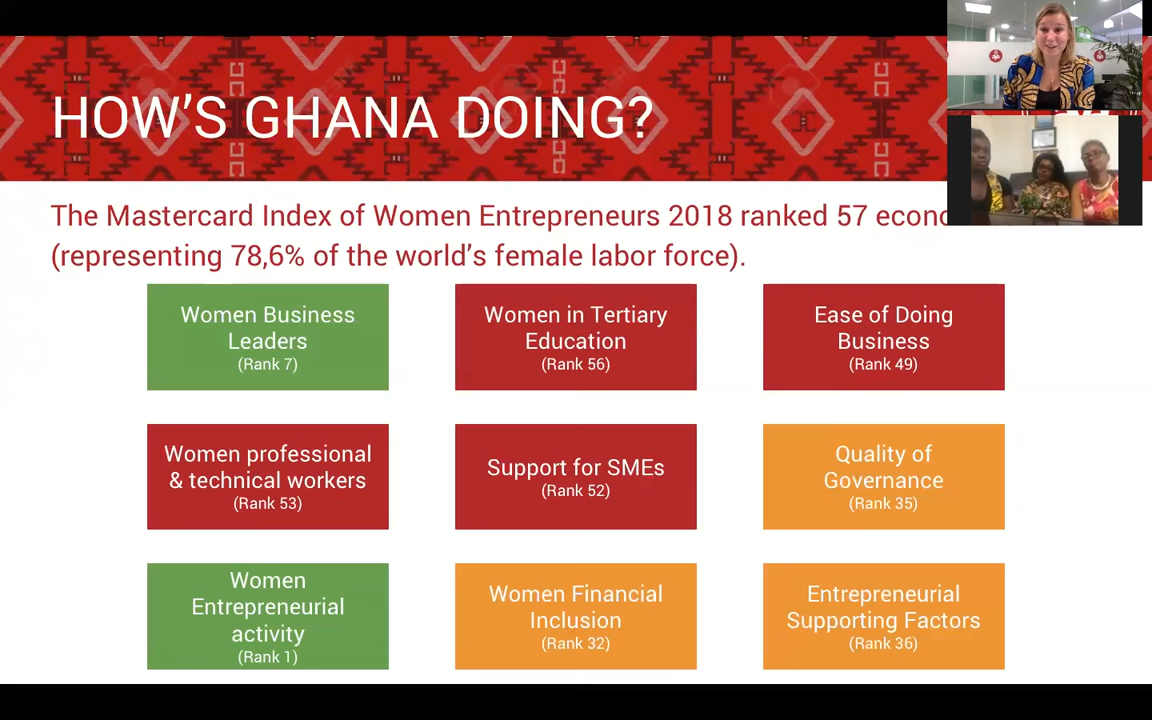 HOW'S GHANA DOING?
The Mastercard Index of Women Entrepreneurs 2018 ranked 57
(representing 78,6% of the world's female labor force).
Women Business
Leaders
(Rank 7)
Women in Tertiary
Education
(Rank 56)
Ease of Doing
Business
(Rank 49)
Women professional
& technical workers
(Rank 53)
Support for SMEs
(Rank 52)
Quality of
Governance
(Rank 35)
Women
Entrepreneurial
activity
(Rank 1)
Women Financial
Inclusion
(Rank 32)
Entrepreneurial
Supporting Factors
(Rank 36)